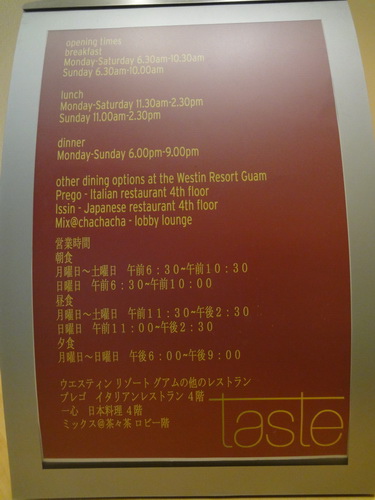 opening times
breakfast
Monday-Saturday 6.30am-10.30am
Sunday 6.30am-10.00am
lunch
Monday-Saturday 11.30am-2.30pm
Sunday 11.00am-2.30pm
dinner
Monday-Sunday 6.00pm-9.00pm
other dining options at the Westin Resort Guam
Prego - Italian restaurant 4th floor
Issin - Japanese restaurant 4th floor
Mix@chachacha - lobby lounge
営業時間
朝食
月曜日〜土曜日 午前6:30〜午前10:30
日曜日 午前6:30〜午前10:00
昼食
月曜日〜土曜日 午前11:30〜午後2:30
日曜日 午前11:00〜午後2:30
夕食
月曜日〜日曜日 午後6:00〜午後9:00
ウエスティン リゾート グアムの他のレストラン
プレゴ イタリアンレストラン 4階
一心 日本料理 4階
ミックス@茶々茶 ロビー階
taste